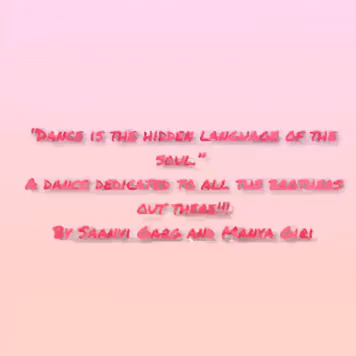 "Dance is the hidden language of the
soul."
A dance dedicated to all the brothers
out there!!!
By Saanvi Garg and Manya Giri